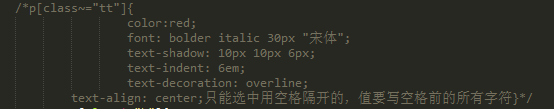 /*p[class~="tt"]{
color:red;
font: bolder italic 30px "宋体";
text-shadow: 10px 10px 6px;
text-indent: 6em;
text-decoration: overline;
text-align: center;只能选中用空格隔开的，值要写空格前的所有字符}*/